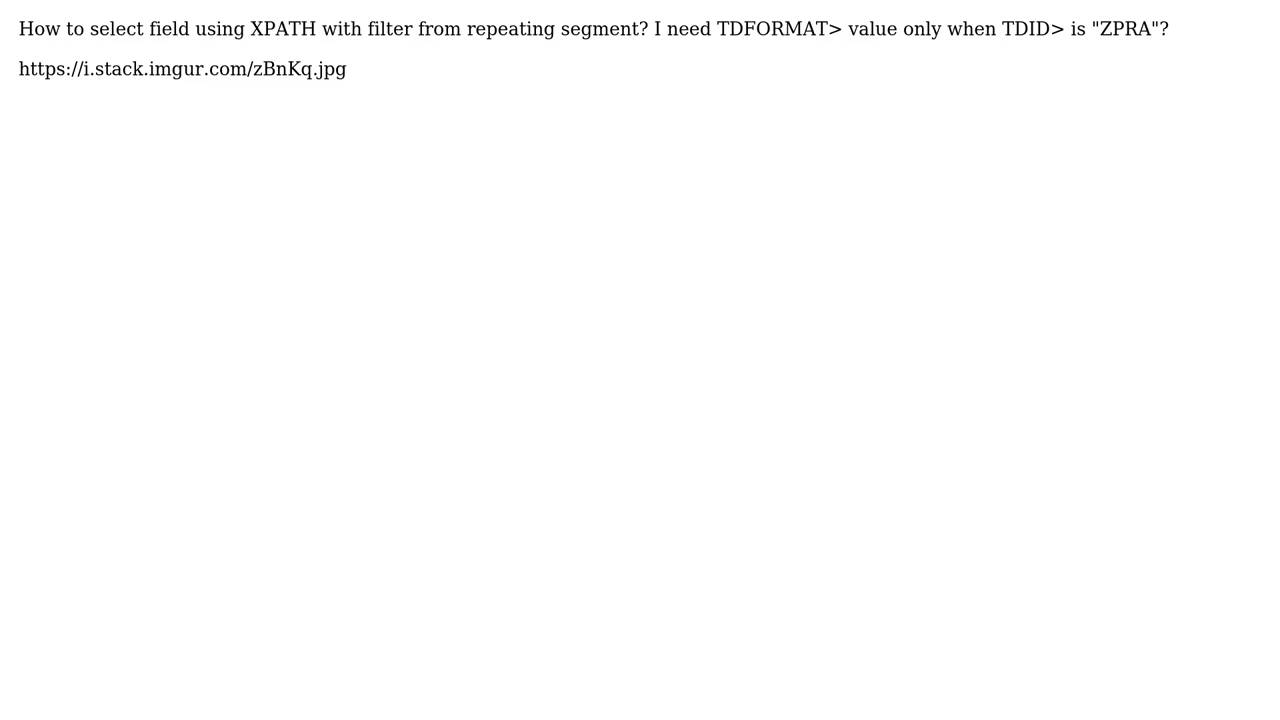 How to select field using XPATH with filter from repeating segment? I need TDFORMAT> value only when TDID> is "ZPRA"?
https://i.stack.imgur.com/zBnKq.jpg